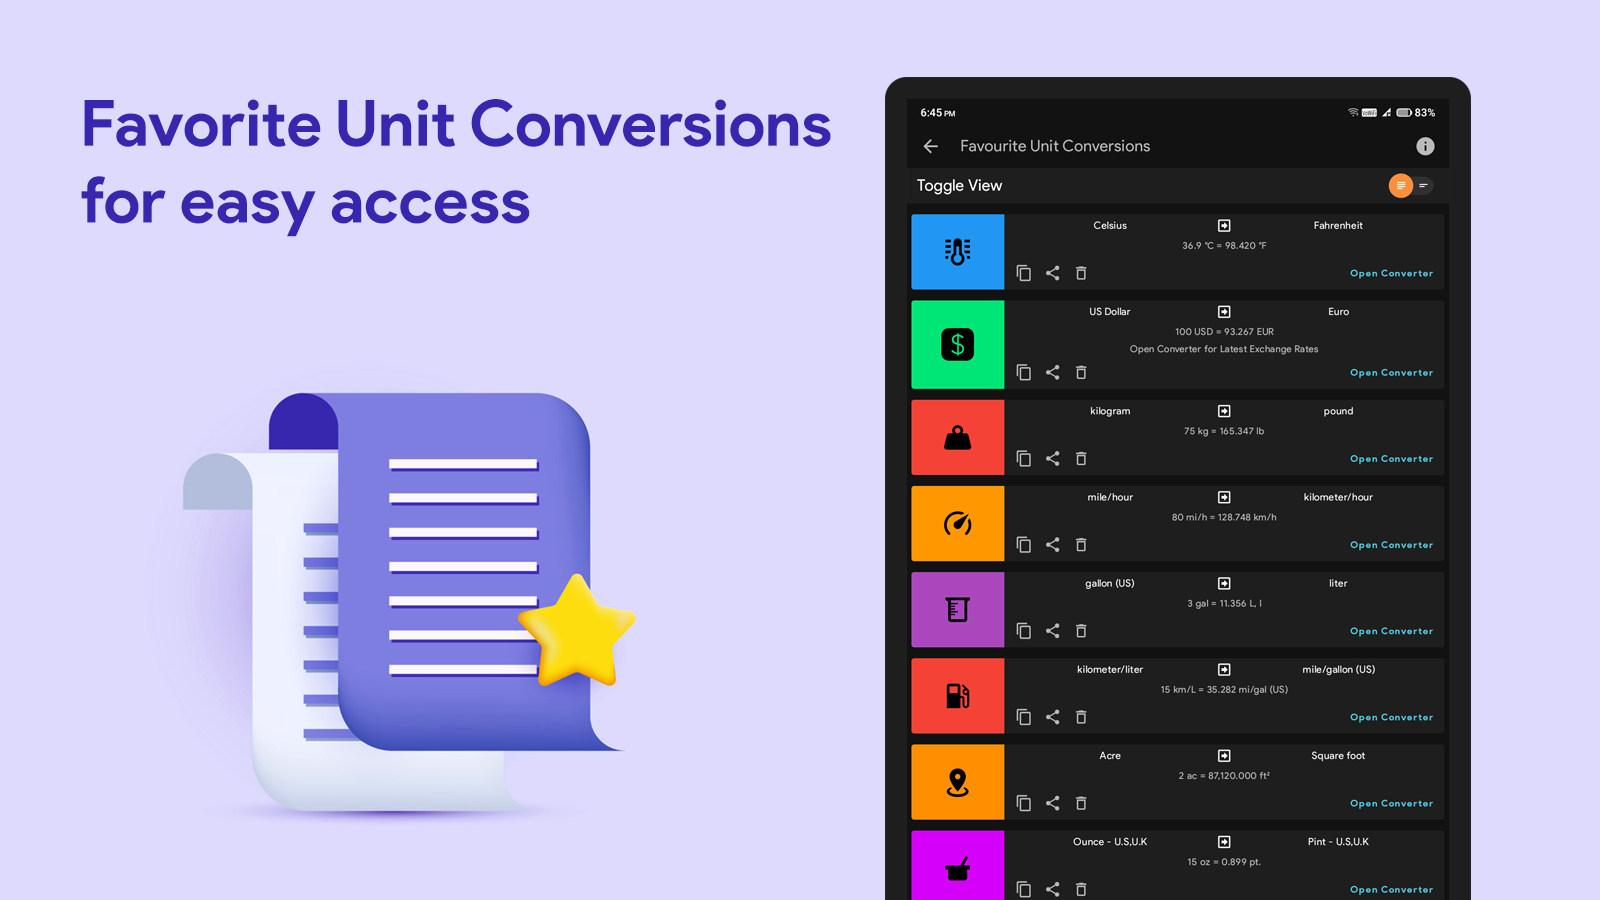 Favorite Unit Conversions
for easy access
6:45 PM
VoWiFi
83%
Favourite Unit Conversions
Toggle View
Celsius
Fahrenheit
36.9 °C = 98.420 °F
Open Converter
US Dollar
Euro
100 USD = 93.267 EUR
Open Converter for Latest Exchange Rates
Open Converter
kilogram
pound
75 kg = 165.347 lb
Open Converter
mile/hour
kilometer/hour
80 mi/h = 128.748 km/h
Open Converter
gallon (US)
liter
3 gal = 11.356 L, l
Open Converter
kilometer/liter
mile/gallon (US)
15 km/L = 35.282 mi/gal (US)
Open Converter
Acre
Square foot
2 ac = 87,120.000 ft²
Open Converter
Ounce - U.S,U.K
Pint - U.S,U.K
15 oz = 0.899 pt.
Open Converter